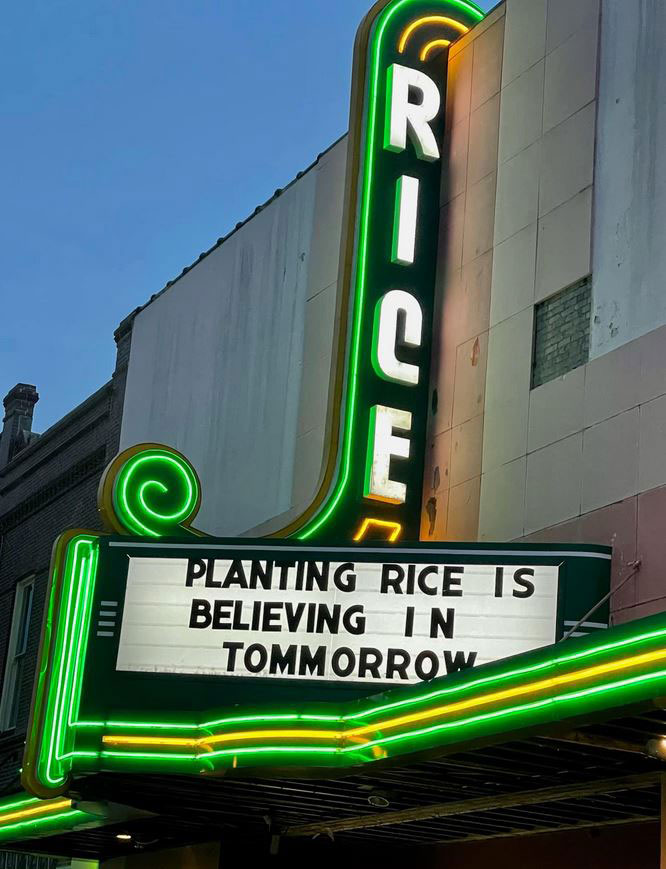 RICE
PLANTING RICE IS
BELIEVING IN
TOMMORROW